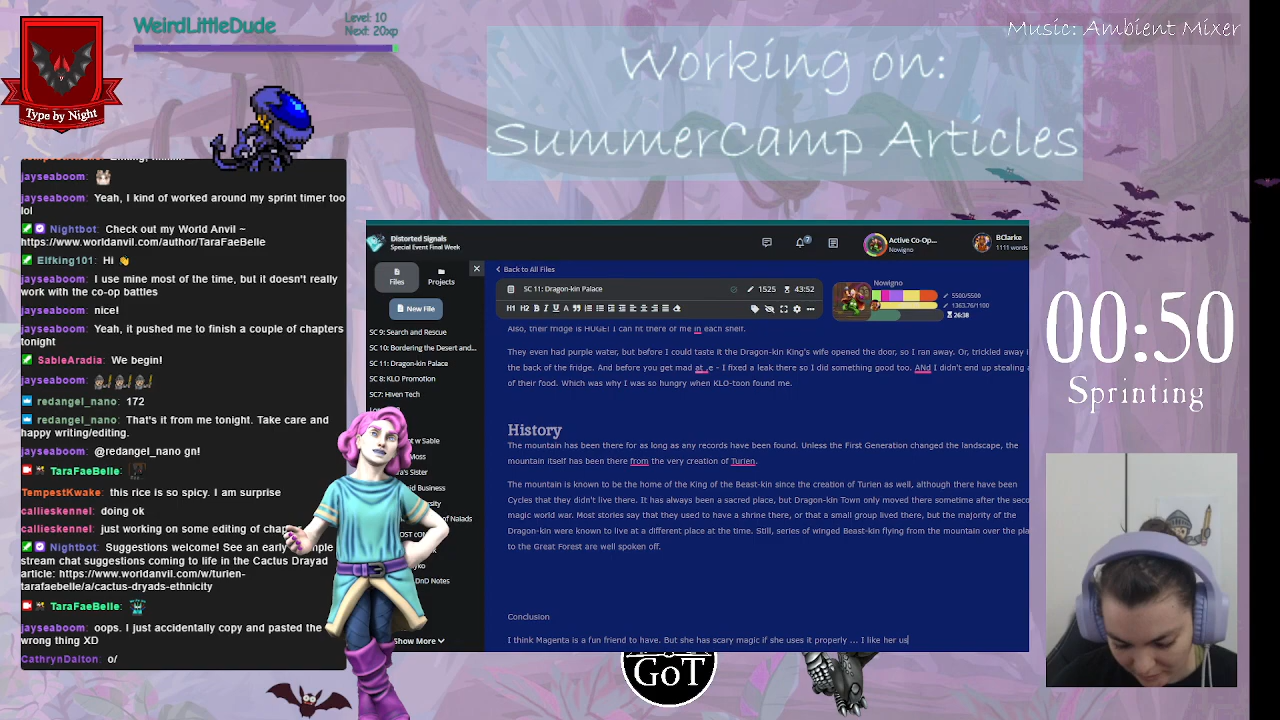 WeirdLittleDude
Level: 10
Next: 20xp
Type by Night
Music: Ambient Mixer
Working on:
SummerCamp Articles
jayseaboom:
jayseaboom: Yeah, I kind of worked around my sprint timer too
lol
Nightbot: Check out my World Anvil ~
https://www.worldanvil.com/author/TaraFaeBelle
Elfking101: Hi
jayseaboom: I use mine most of the time, but it doesn't really
work with the co-op battles
jayseaboom: nice!
jayseaboom: Yeah, it pushed me to finish a couple of chapters
tonight
SableAradia: We begin!
jayseaboom:
redangel_nano: 172
redangel_nano: That's it from me tonight. Take care and
happy writing/editing.
jayseaboom: @redangel_nano gn!
TaraFaeBelle:
TempestKwake: this rice is so spicy. I am surprised
callieskennel: doing ok
callieskennel: just working on some editing of chapter
Nightbot: Suggestions welcome! See an early example
stream chat suggestions coming to life in the Cactus Drayad
article: https://www.worldanvil.com/w/turien-
tarafaebelle/a/cactus-dryads-ethnicity
TaraFaeBelle:
jayseaboom: oops. I just accidentally copy and pasted the
wrong thing XD
CathrynDalton: o/
Distorted Signals
Special Event Final Week
7
Active Co-Op...
Nowigno
BClarke
1111 words
Files
Projects
New File
SC 9: Search and Rescue
SC 10: Bordering the Desert and...
SC 11: Dragon-kin Palace
SC 8: KLO Promotion
SC7: Hiven Tech
Show More
DnD Notes
Back to All Files
SC 11: Dragon-kin Palace
1525
43:52
H1 H2 B I U A
Nowigno
5500/5500
1363.76/1100
26:38
Also, their fridge is HUGE! I can fit there of me in each shelf.
They even had purple water, but before I could taste it the Dragon-kin King's wife opened the door, so I ran away. Or, trickled away i
the back of the fridge. And before you get mad at ,e - I fixed a leak there so I did something good too. ANd I didn't end up stealing a
of their food. Which was why I was so hungry when KLO-toon found me.
History
The mountain has been there for as long as any records have been found. Unless the First Generation changed the landscape, the
mountain itself has been there from the very creation of Turien.
The mountain is known to be the home of the King of the Beast-kin since the creation of Turien as well, although there have been
Cycles that they didn't live there. It has always been a sacred place, but Dragon-kin Town only moved there sometime after the seco
magic world war. Most stories say that they used to have a shrine there, or that a small group lived there, but the majority of the
Dragon-kin were known to live at a different place at the time. Still, series of winged Beast-kin flying from the mountain over the pla
to the Great Forest are well spoken off.
Conclusion
I think Magenta is a fun friend to have. But she has scary magic if she uses it properly ... I like her us
GoT
00:50
Sprinting